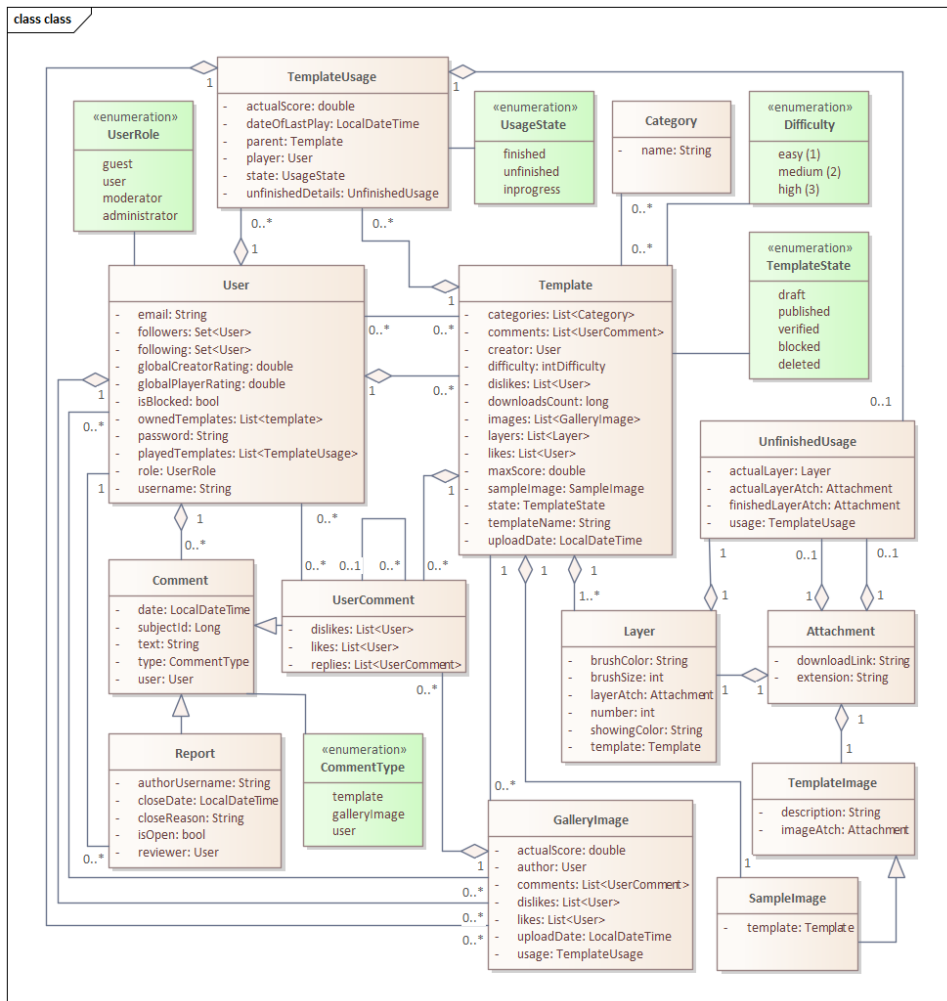 class class
TemplateUsage
- actualScore: double
- dateOfLastPlay: LocalDateTime
- parent: Template
- player: User
- state: UsageState
- unfinishedDetails: UnfinishedUsage
1
1
«enumeration»
UserRole
guest
user
moderator
administrator
«enumeration»
UsageState
finished
unfinished
inprogress
Category
- name: String
«enumeration»
Difficulty
easy (1)
medium (2)
high (3)
0..*
0..*
0..*
0..*
1
1
«enumeration»
TemplateState
draft
published
verified
blocked
deleted
User
- email: String
- followers: Set<User>
- following: Set<User>
- globalCreatorRating: double
- globalPlayerRating: double
- isBlocked: bool
- ownedTemplates: List<template>
- password: String
- playedTemplates: List<TemplateUsage>
- role: UserRole
- username: String
0..*
0..*
1
0..*
1
0..*
1
1
0..*
0..*
Template
- categories: List<Category>
- comments: List<UserComment>
- creator: User
- difficulty: intDifficulty
- dislikes: List<User>
- downloadsCount: long
- images: List<GalleryImage>
- layers: List<Layer>
- likes: List<User>
- maxScore: double
- sampleImage: SampleImage
- state: TemplateState
- templateName: String
- uploadDate: LocalDateTime
1
0..1
UnfinishedUsage
- actualLayer: Layer
- actualLayerAtch: Attachment
- finishedLayerAtch: Attachment
- usage: TemplateUsage
1
0..1
0..1
0..*
0..1
0..*
0..*
0..*
1
1
1
1..*
1
Comment
- date: LocalDateTime
- subjectId: Long
- text: String
- type: CommentType
- user: User
UserComment
- dislikes: List<User>
- likes: List<User>
- replies: List<UserComment>
0..*
Layer
- brushColor: String
- brushSize: int
- layerAtch: Attachment
- number: int
- showingColor: String
- template: Template
1
1
Attachment
- downloadLink: String
- extension: String
1
1
Report
- authorUsername: String
- closeDate: LocalDateTime
- closeReason: String
- isOpen: bool
- reviewer: User
0..*
«enumeration»
CommentType
template
galleryImage
user
TemplateImage
- description: String
- imageAtch: Attachment
0..*
1
0..*
0..*
0..*
GalleryImage
- actualScore: double
- author: User
- comments: List<UserComment>
- dislikes: List<User>
- likes: List<User>
- uploadDate: LocalDateTime
- usage: TemplateUsage
1
SampleImage
- template: Template